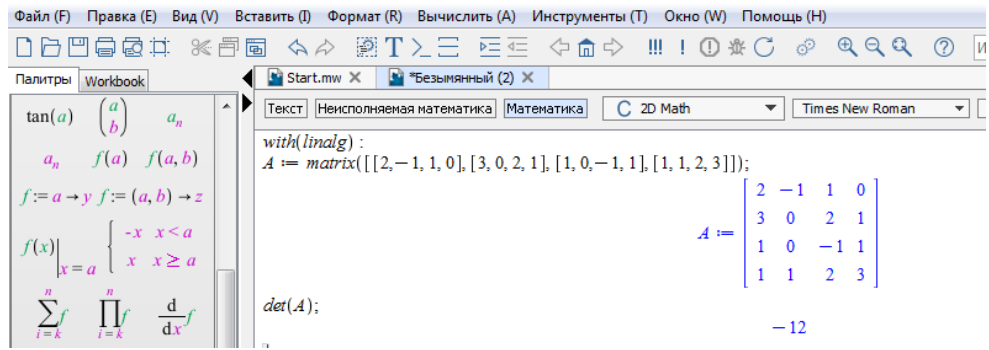 Файл (F) Правка (E) Вид (V) Вставить (I) Формат (R) Вычислить (A) Инструменты (T) Окно (W) Помощь (H)
Палитры Workbook
Start.mw *Безымянный (2)
Текст Неисполняемая математика Математика C 2D Math Times New Roman
tan(a) (a b) a_n
a_n f(a) f(a, b)
f := a → y f := (a, b) → z
f(x)|x = a { -x x < a
x x ≥ a
n ∑ i = k f n ∏ i = k f d/dx f
with(linalg) :
A := matrix([[2, −1, 1, 0], [3, 0, 2, 1], [1, 0, −1, 1], [1, 1, 2, 3]]);
A := [ 2 −1 1 0
3 0 2 1
1 0 −1 1
1 1 2 3 ]
det(A);
−12